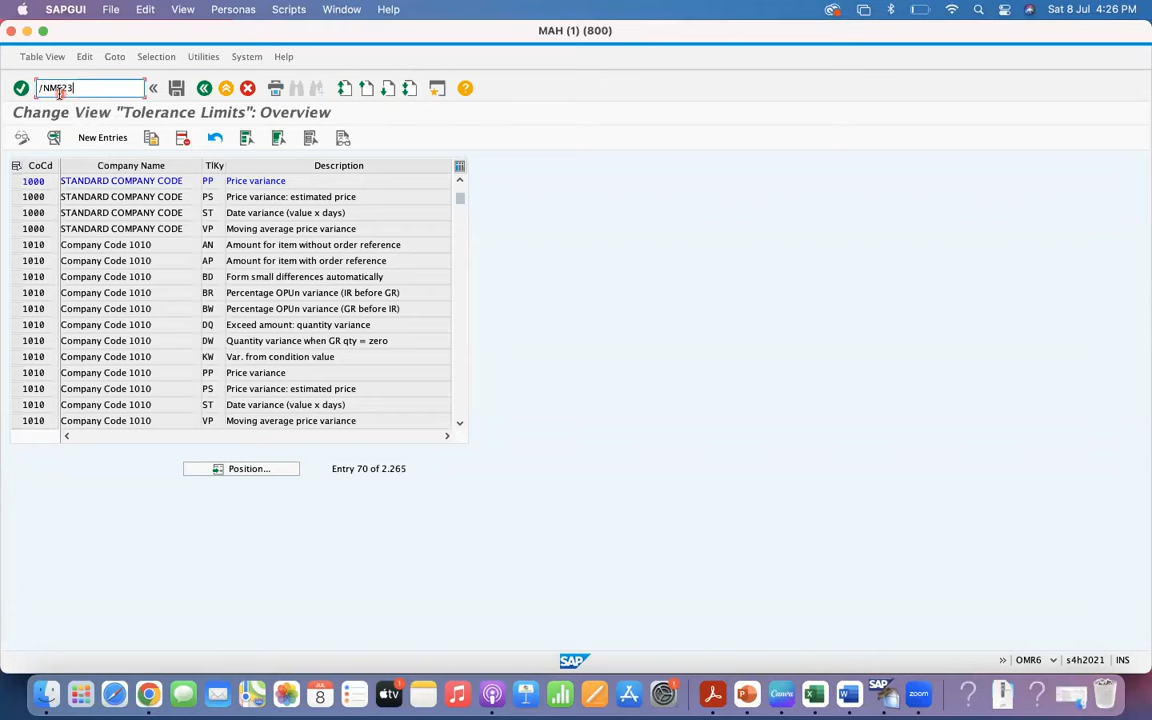 SAPGUI File Edit View Personas Scripts Window Help Sat 8 Jul 4:26 PM
MAH (1) (800)
Table View Edit Goto Selection Utilities System Help
Change View "Tolerance Limits": Overview
New Entries
CoCd Company Name TlKy Description
1000 STANDARD COMPANY CODE PP Price variance
1000 STANDARD COMPANY CODE PS Price variance: estimated price
1000 STANDARD COMPANY CODE ST Date variance (value x days)
1000 STANDARD COMPANY CODE VP Moving average price variance
1010 Company Code 1010 AN Amount for item without order reference
1010 Company Code 1010 AP Amount for item with order reference
1010 Company Code 1010 BD Form small differences automatically
1010 Company Code 1010 BR Percentage OPUn variance (IR before GR)
1010 Company Code 1010 BW Percentage OPUn variance (GR before IR)
1010 Company Code 1010 DQ Exceed amount: quantity variance
1010 Company Code 1010 DW Quantity variance when GR qty = zero
1010 Company Code 1010 KW Var. from condition value
1010 Company Code 1010 PP Price variance
1010 Company Code 1010 PS Price variance: estimated price
1010 Company Code 1010 ST Date variance (value x days)
1010 Company Code 1010 VP Moving average price variance
Position... Entry 70 of 2.265
SAP » OMR6 s4h2021 INS
JUL 8 tv 1 Canva SAP zoom